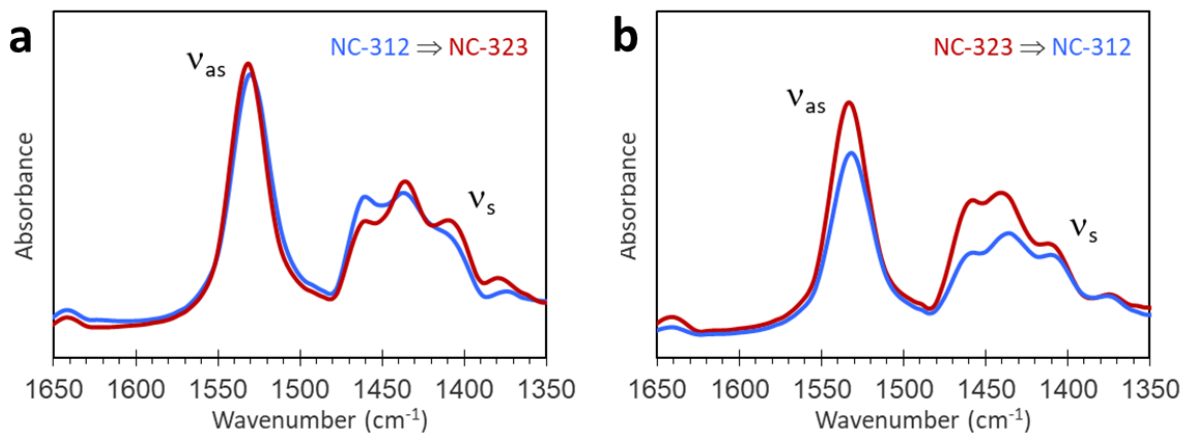 a
NC-312 ⇒ NC-323
νas
νs
Absorbance
1650 1600 1550 1500 1450 1400 1350
Wavenumber (cm-1)
b
NC-323 ⇒ NC-312
νas
νs
Absorbance
1650 1600 1550 1500 1450 1400 1350
Wavenumber (cm-1)